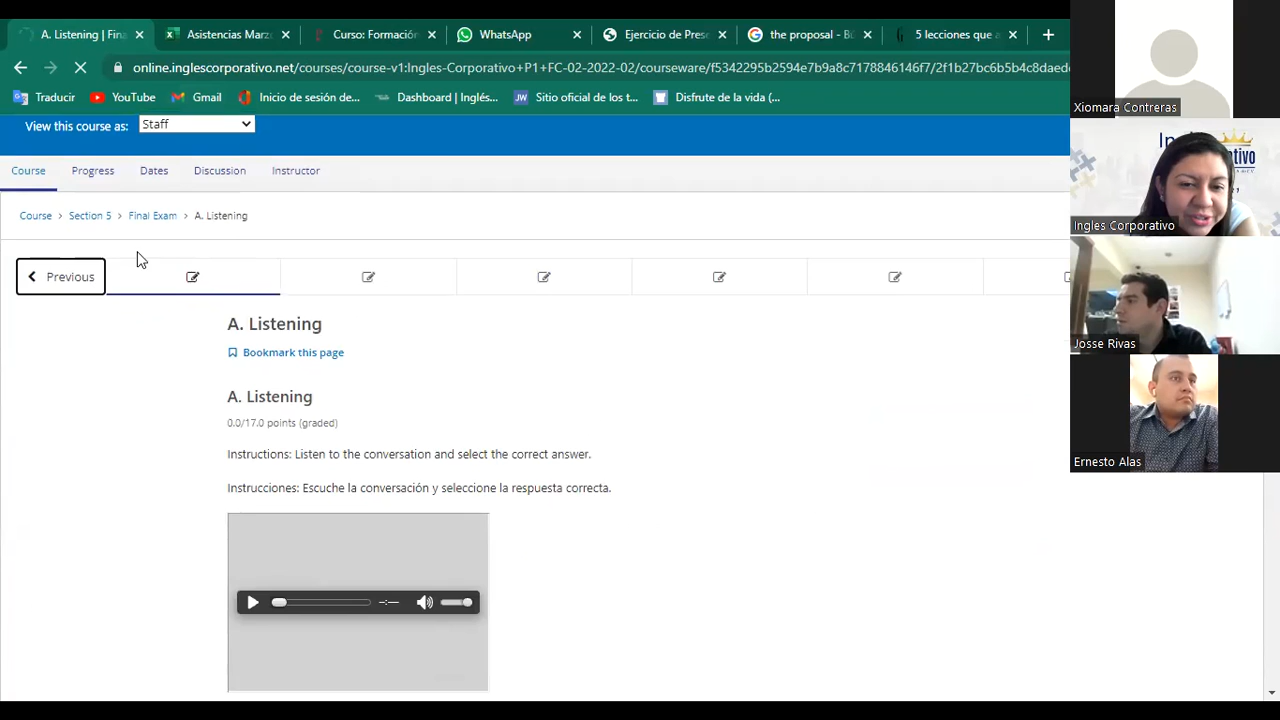 A. Listening | Fina
Asistencias Marz
Curso: Formación
WhatsApp
Ejercicio de Pres
the proposal - Bú
5 lecciones que a
online.inglescorporativo.net/courses/course-v1:Ingles-Corporativo+P1+FC-02-2022-02/courseware/f5342295b2594e7b9a8c7178846146f7/2f1b27bc6b5b4c8daed
Traducir
YouTube
Gmail
Inicio de sesión de...
Dashboard | Inglés...
Sitio oficial de los t...
Disfrute de la vida (...
View this course as:
Staff
Course
Progress
Dates
Discussion
Instructor
Course > Section 5 > Final Exam > A. Listening
Previous
A. Listening
Bookmark this page
A. Listening
0.0/17.0 points (graded)
Instructions: Listen to the conversation and select the correct answer.
Instrucciones: Escuche la conversación y seleccione la respuesta correcta.
Xiomara Contreras
Ingles Corporativo
Josse Rivas
Ernesto Alas